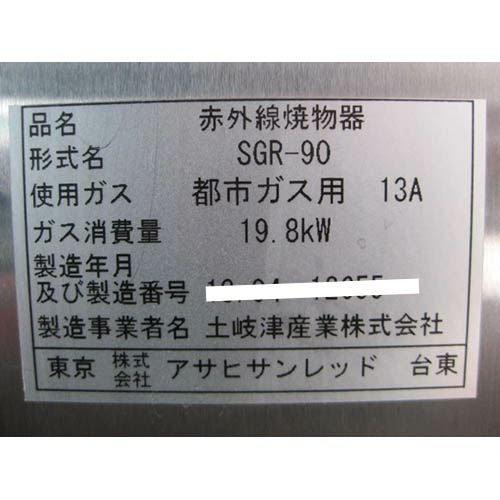 品名 赤外線焼物器
形式名 SGR-90
使用ガス 都市ガス用 13A
ガス消費量 19.8kW
製造年月
及び製造番号
製造事業者名 土岐津産業株式会社
東京 株式会社 アサヒサンレッド 台東